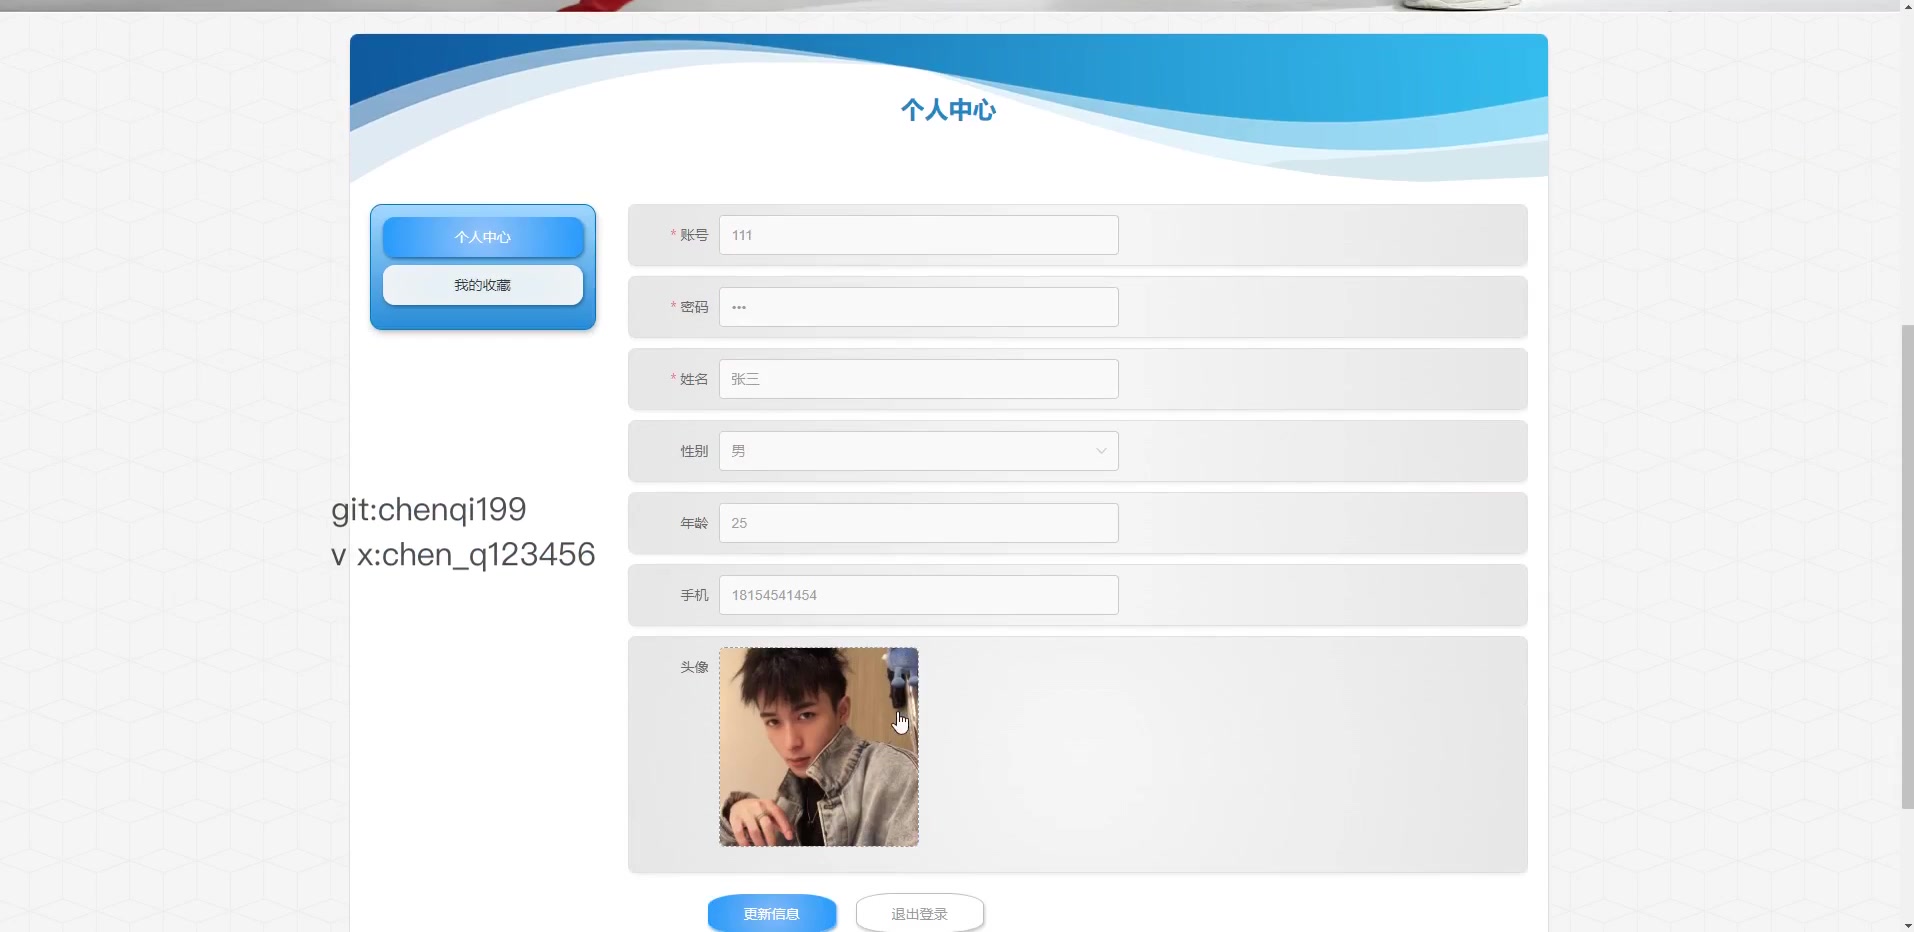 个人中心
个人中心
我的收藏
* 账号 111
* 密码 •••
* 姓名 张三
性别 男
年龄 25
手机 18154541454
头像
git:chenqi199
v x:chen_q123456
更新信息 退出登录